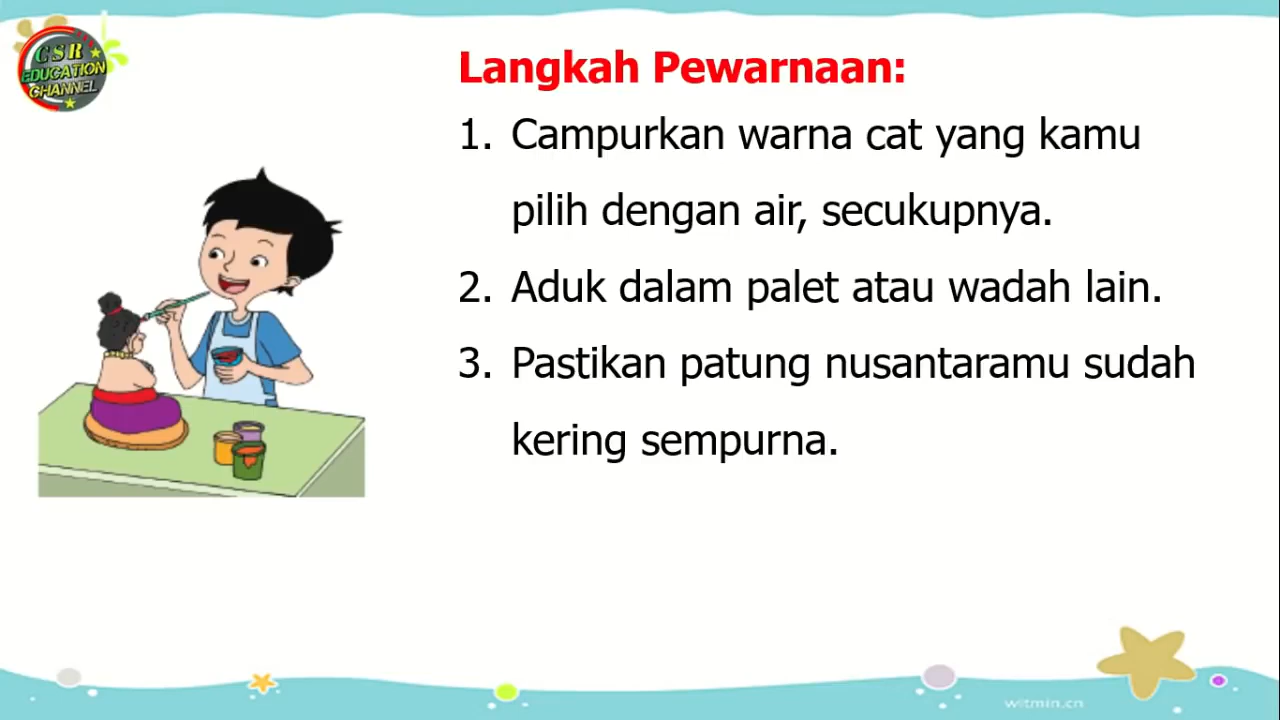 CSR
EDUCATION
CHANNEL
Langkah Pewarnaan:
1. Campurkan warna cat yang kamu
pilih dengan air, secukupnya.
2. Aduk dalam palet atau wadah lain.
3. Pastikan patung nusantaramu sudah
kering sempurna.
witmin.cn